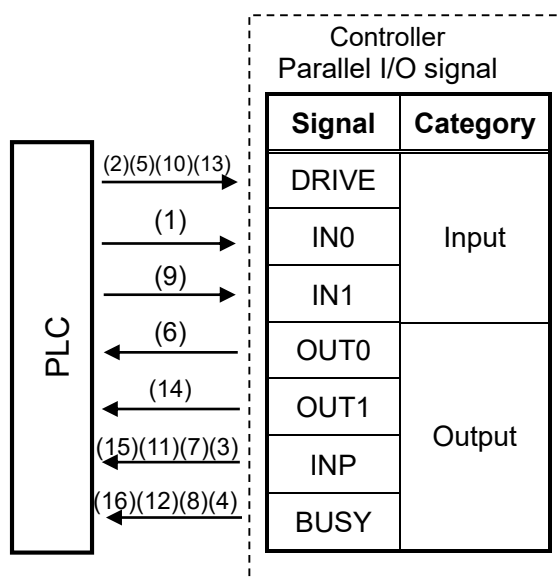 Controller
Parallel I/O signal
Signal Category
(2)(5)(10)(13) DRIVE
(1) IN0 Input
(9) IN1
PLC
(6) OUT0
(14) OUT1
Output
(15)(11)(7)(3) INP
(16)(12)(8)(4) BUSY